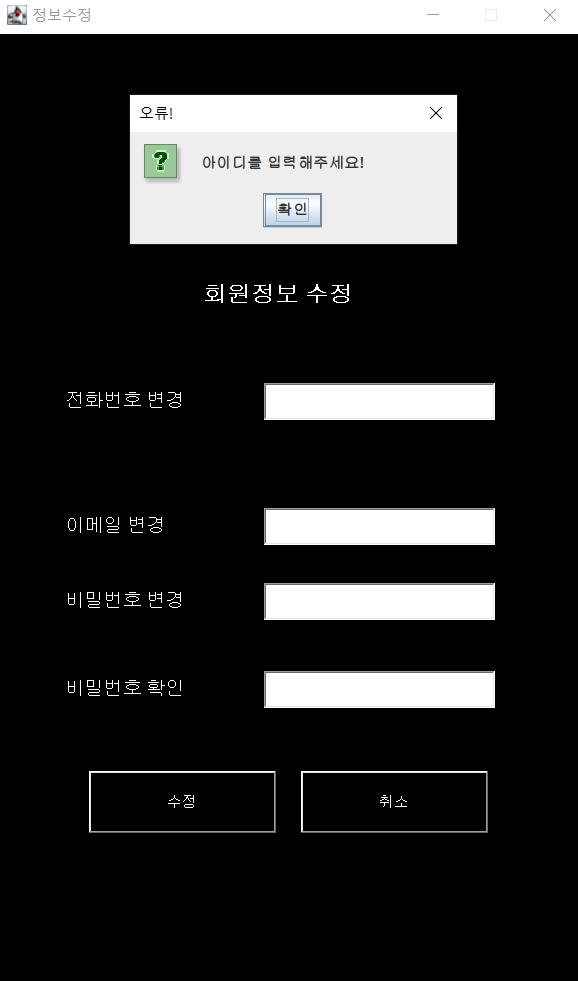 정보수정
오류!
?
아이디를 입력해주세요!
확인
회원정보 수정
전화번호 변경
이메일 변경
비밀번호 변경
비밀번호 확인
수정
취소